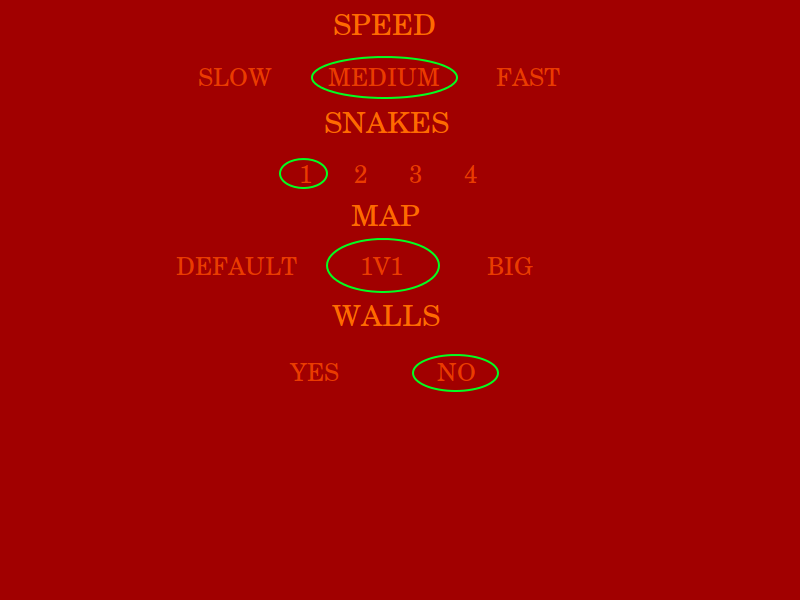 SPEED
SLOW MEDIUM FAST
SNAKES
1 2 3 4
MAP
DEFAULT 1V1 BIG
WALLS
YES NO